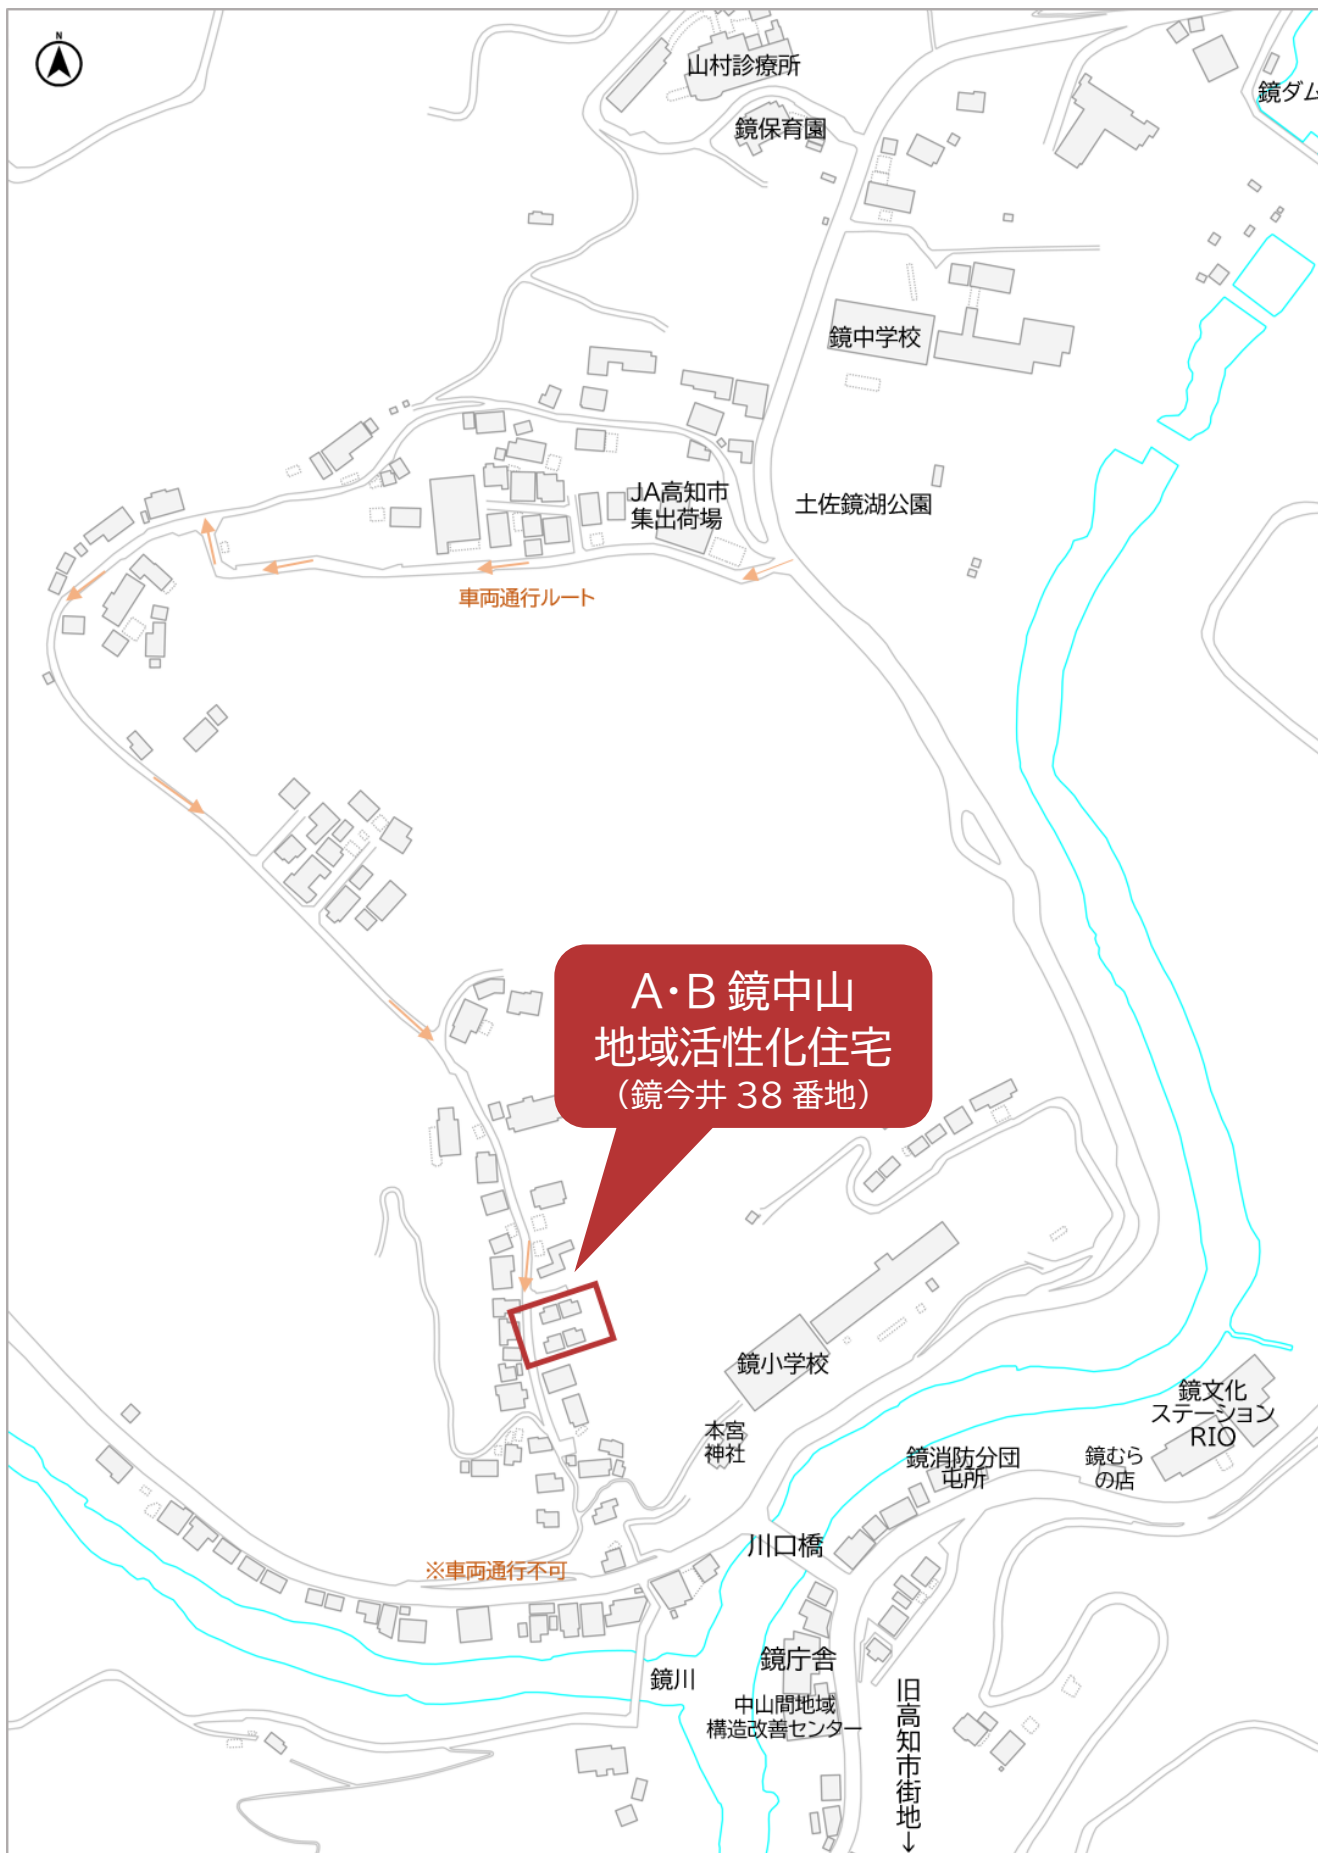 N
山村診療所
鏡ダム
鏡保育園
鏡中学校
JA高知市
集出荷場
土佐鏡湖公園
車両通行ルート
A・B 鏡中山
地域活性化住宅
（鏡今井 38 番地）
鏡小学校
本宮
神社
鏡文化
ステーション
RIO
鏡消防分団
屯所
鏡むら
の店
川口橋
※車両通行不可
鏡庁舎
鏡川
中山間地域
構造改善センター
旧高知市街地↓